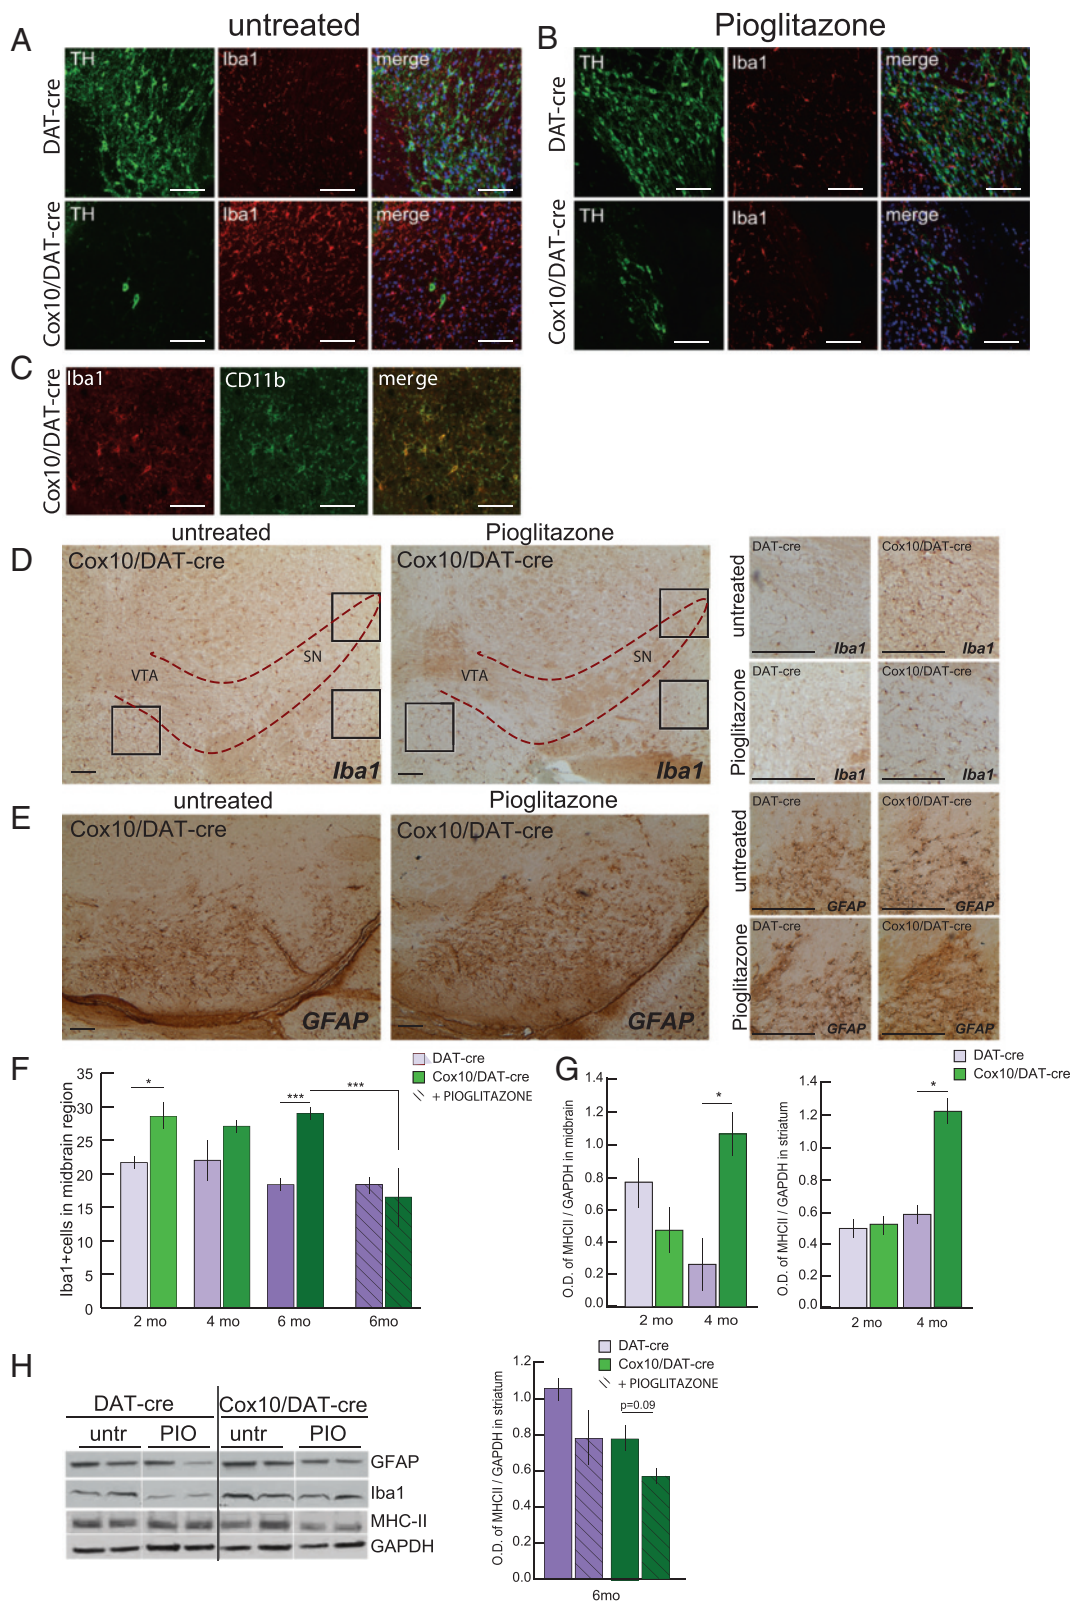 untreated
Pioglitazone
A
B
DAT-cre
TH
Iba1
merge
DAT-cre
TH
Iba1
merge
Cox10/DAT-cre
TH
Iba1
merge
Cox10/DAT-cre
TH
Iba1
merge
C
Cox10/DAT-cre
Iba1
CD11b
merge
D
untreated
Pioglitazone
Cox10/DAT-cre
VTA
SN
Iba1
Cox10/DAT-cre
VTA
SN
Iba1
untreated
DAT-cre
Iba1
Cox10/DAT-cre
Iba1
Pioglitazone
DAT-cre
Iba1
Cox10/DAT-cre
Iba1
E
untreated
Pioglitazone
Cox10/DAT-cre
GFAP
Cox10/DAT-cre
GFAP
untreated
DAT-cre
GFAP
Cox10/DAT-cre
GFAP
Pioglitazone
DAT-cre
GFAP
Cox10/DAT-cre
GFAP
F
DAT-cre
Cox10/DAT-cre
+ PIOGLITAZONE
Iba1+cells in midbrain region
35
30
25
20
15
10
5
0
*
***
***
2 mo
4 mo
6 mo
6mo
G
DAT-cre
Cox10/DAT-cre
O.D. of MHCII / GAPDH in midbrain
1.4
1.2
1.0
0.8
0.6
0.4
0.2
0.0
*
2 mo
4 mo
O.D. of MHCII / GAPDH in striatum
1.4
1.2
1.0
0.8
0.6
0.4
0.2
0.0
*
2 mo
4 mo
H
DAT-cre
Cox10/DAT-cre
untr
PIO
untr
PIO
GFAP
Iba1
MHC-II
GAPDH
DAT-cre
Cox10/DAT-cre
+ PIOGLITAZONE
O.D. of MHCII / GAPDH in striatum
1.2
1.0
0.8
0.6
0.4
0.2
0.0
p=0.09
6mo